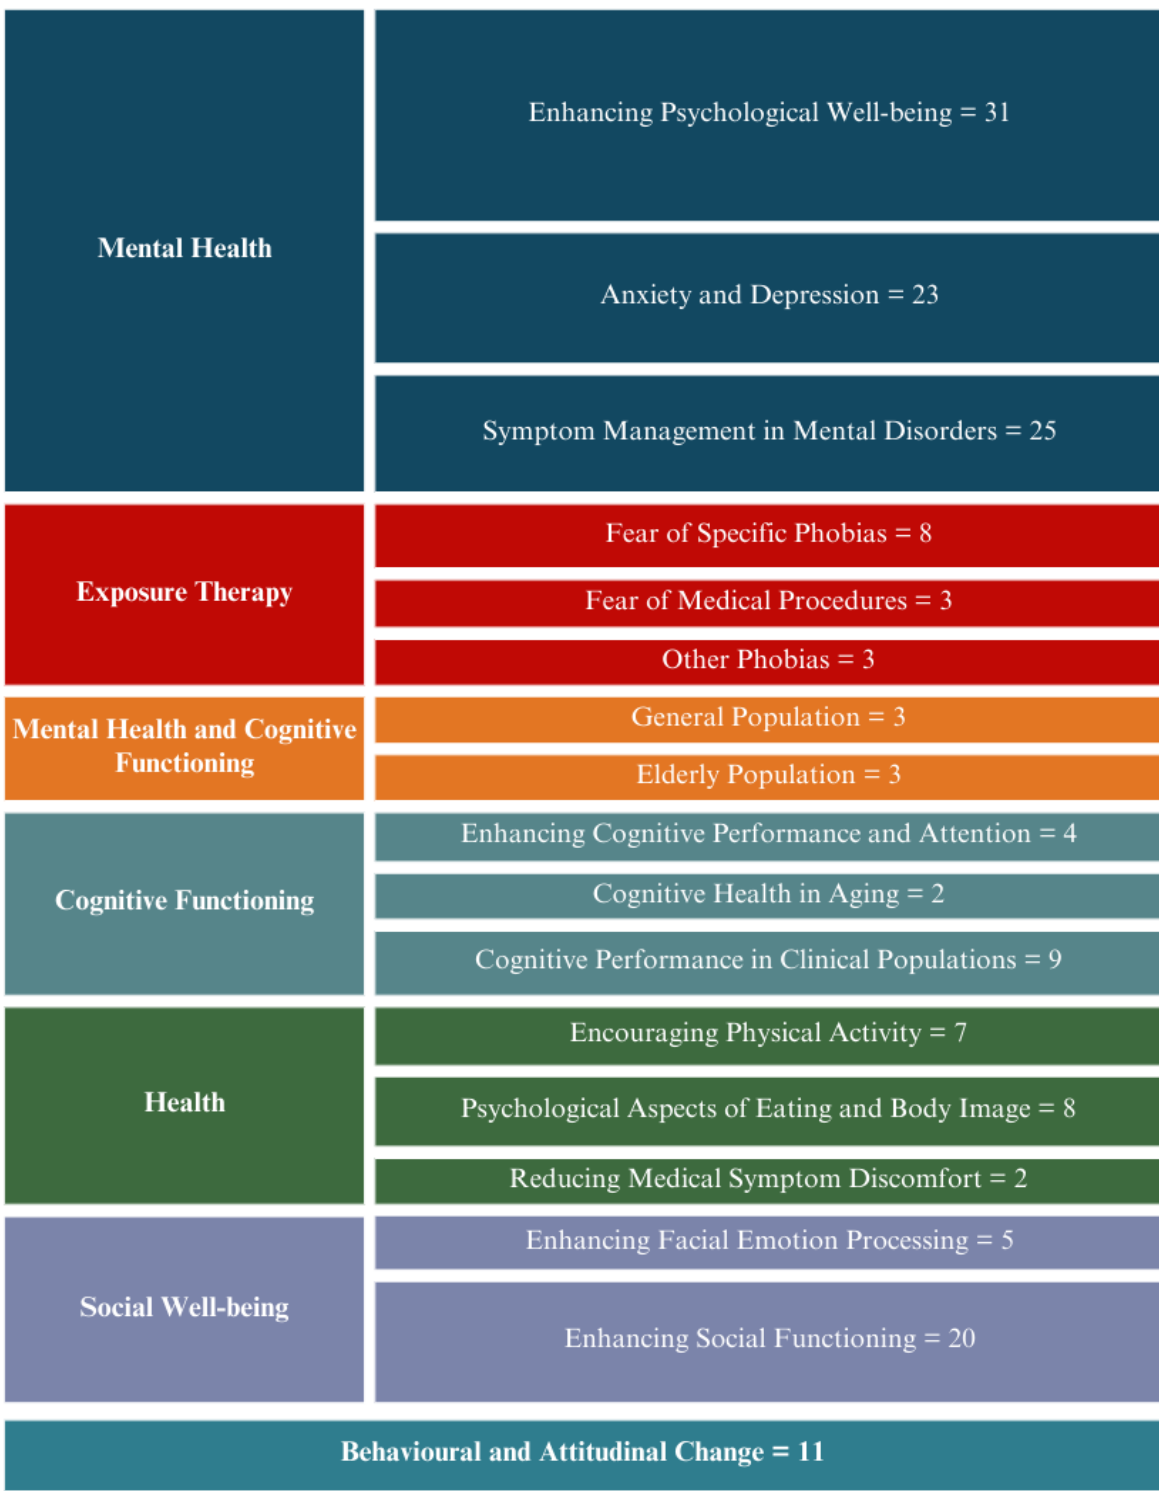 Mental Health
Enhancing Psychological Well-being = 31
Anxiety and Depression = 23
Symptom Management in Mental Disorders = 25
Exposure Therapy
Fear of Specific Phobias = 8
Fear of Medical Procedures = 3
Other Phobias = 3
Mental Health and Cognitive
Functioning
General Population = 3
Elderly Population = 3
Cognitive Functioning
Enhancing Cognitive Performance and Attention = 4
Cognitive Health in Aging = 2
Cognitive Performance in Clinical Populations = 9
Health
Encouraging Physical Activity = 7
Psychological Aspects of Eating and Body Image = 8
Reducing Medical Symptom Discomfort = 2
Social Well-being
Enhancing Facial Emotion Processing = 5
Enhancing Social Functioning = 20
Behavioural and Attitudinal Change = 11